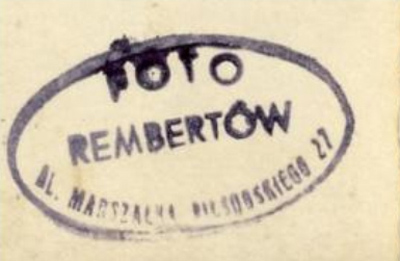 FOTO
REMBERTÓW
AL. MARSZAŁKA PIŁSUDSKIEGO 27